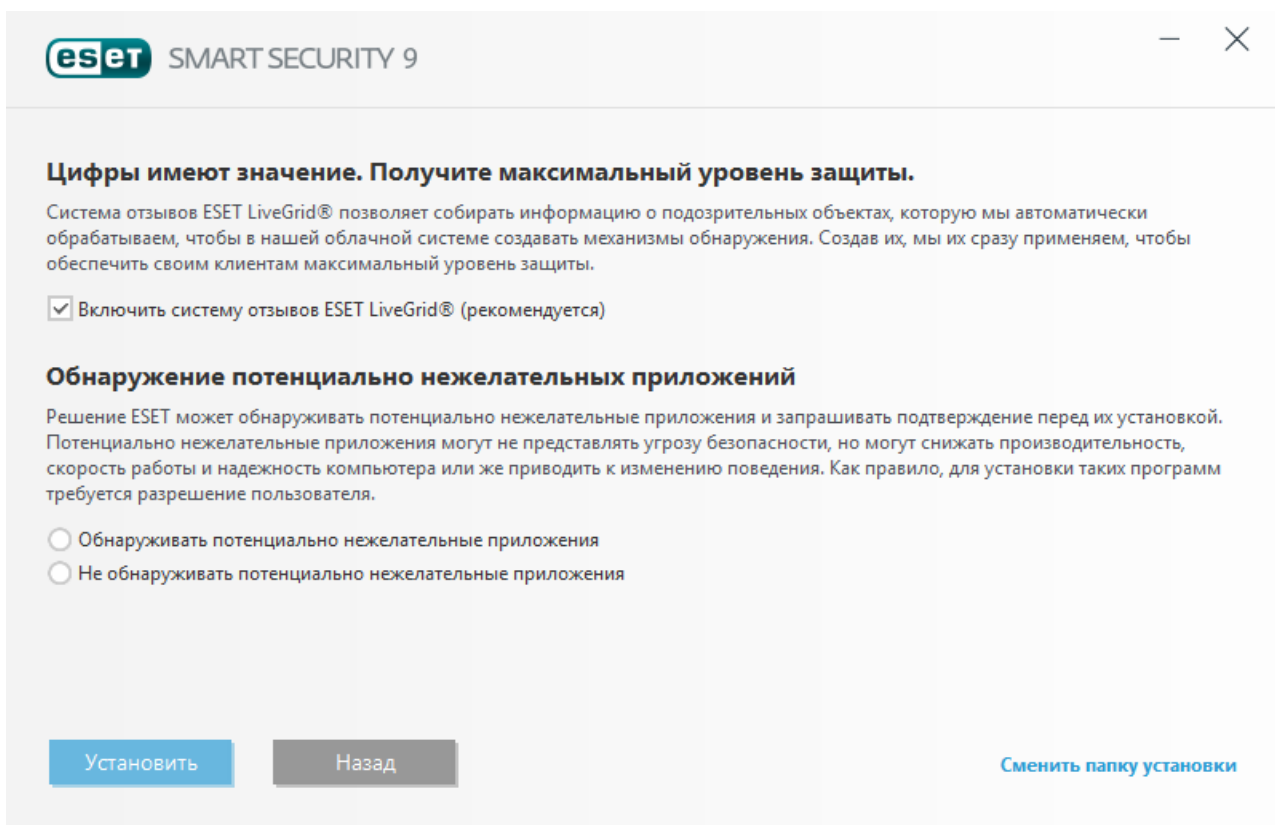 eset SMART SECURITY 9
Цифры имеют значение. Получите максимальный уровень защиты.
Система отзывов ESET LiveGrid® позволяет собирать информацию о подозрительных объектах, которую мы автоматически
обрабатываем, чтобы в нашей облачной системе создавать механизмы обнаружения. Создав их, мы их сразу применяем, чтобы
обеспечить своим клиентам максимальный уровень защиты.
Включить систему отзывов ESET LiveGrid® (рекомендуется)
Обнаружение потенциально нежелательных приложений
Решение ESET может обнаруживать потенциально нежелательные приложения и запрашивать подтверждение перед их установкой.
Потенциально нежелательные приложения могут не представлять угрозу безопасности, но могут снижать производительность,
скорость работы и надежность компьютера или же приводить к изменению поведения. Как правило, для установки таких программ
требуется разрешение пользователя.
Обнаруживать потенциально нежелательные приложения
Не обнаруживать потенциально нежелательные приложения
Установить
Назад
Сменить папку установки